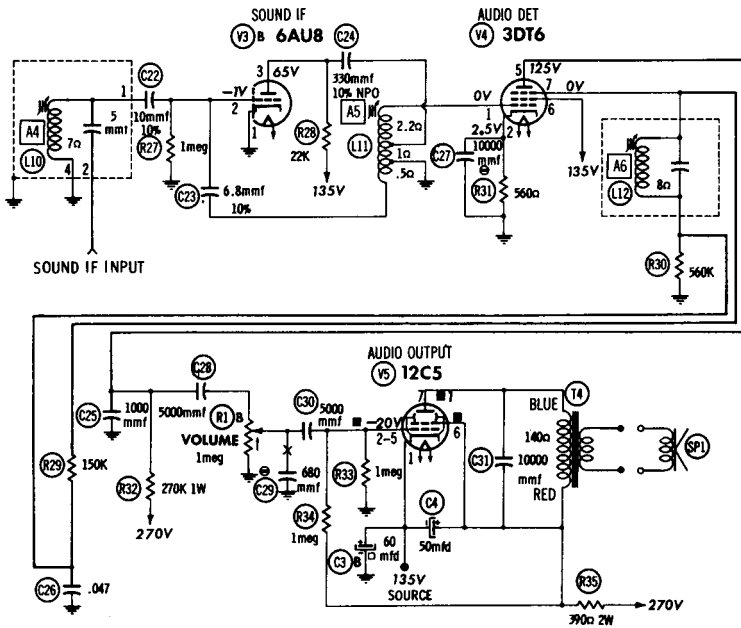 SOUND IF
V3 B 6AU8
C24
AUDIO DET
V4 3DT6
3
65V
330mmf
10% NPO
5
125V
C22
1
10mmf
10%
-1V
2
1
A4
L10
7Ω
4
5
mmf
2
R27
1meg
R28
22K
135V
A5
L11
2.2Ω
1Ω
.5Ω
0V
1
2.5V
2
7
6
0V
135V
C27
10000
mmf
R31
560Ω
A6
L12
8Ω
C23
6.8mmf
10%
SOUND IF INPUT
R30
560K
AUDIO OUTPUT
V5 12C5
C28
5000mmf
C25
1000
mmf
R1 B
VOLUME
1meg
C30
5000
mmf
-20V
2-5
7
1
6
BLUE
T4
140Ω
10000
mmf
C31
RED
SP1
R29
150K
R32
270K 1W
270V
X
C29
680
mmf
R33
1meg
R34
1meg
C4
50mfd
C3 B
60
mfd
135V
SOURCE
C26
.047
R35
390Ω 2W
270V